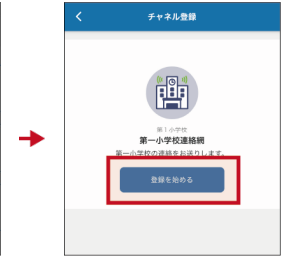 チャネル登録
第1小学校
第一小学校連絡網
第一小学校の連絡をお送りします。
登録を始める